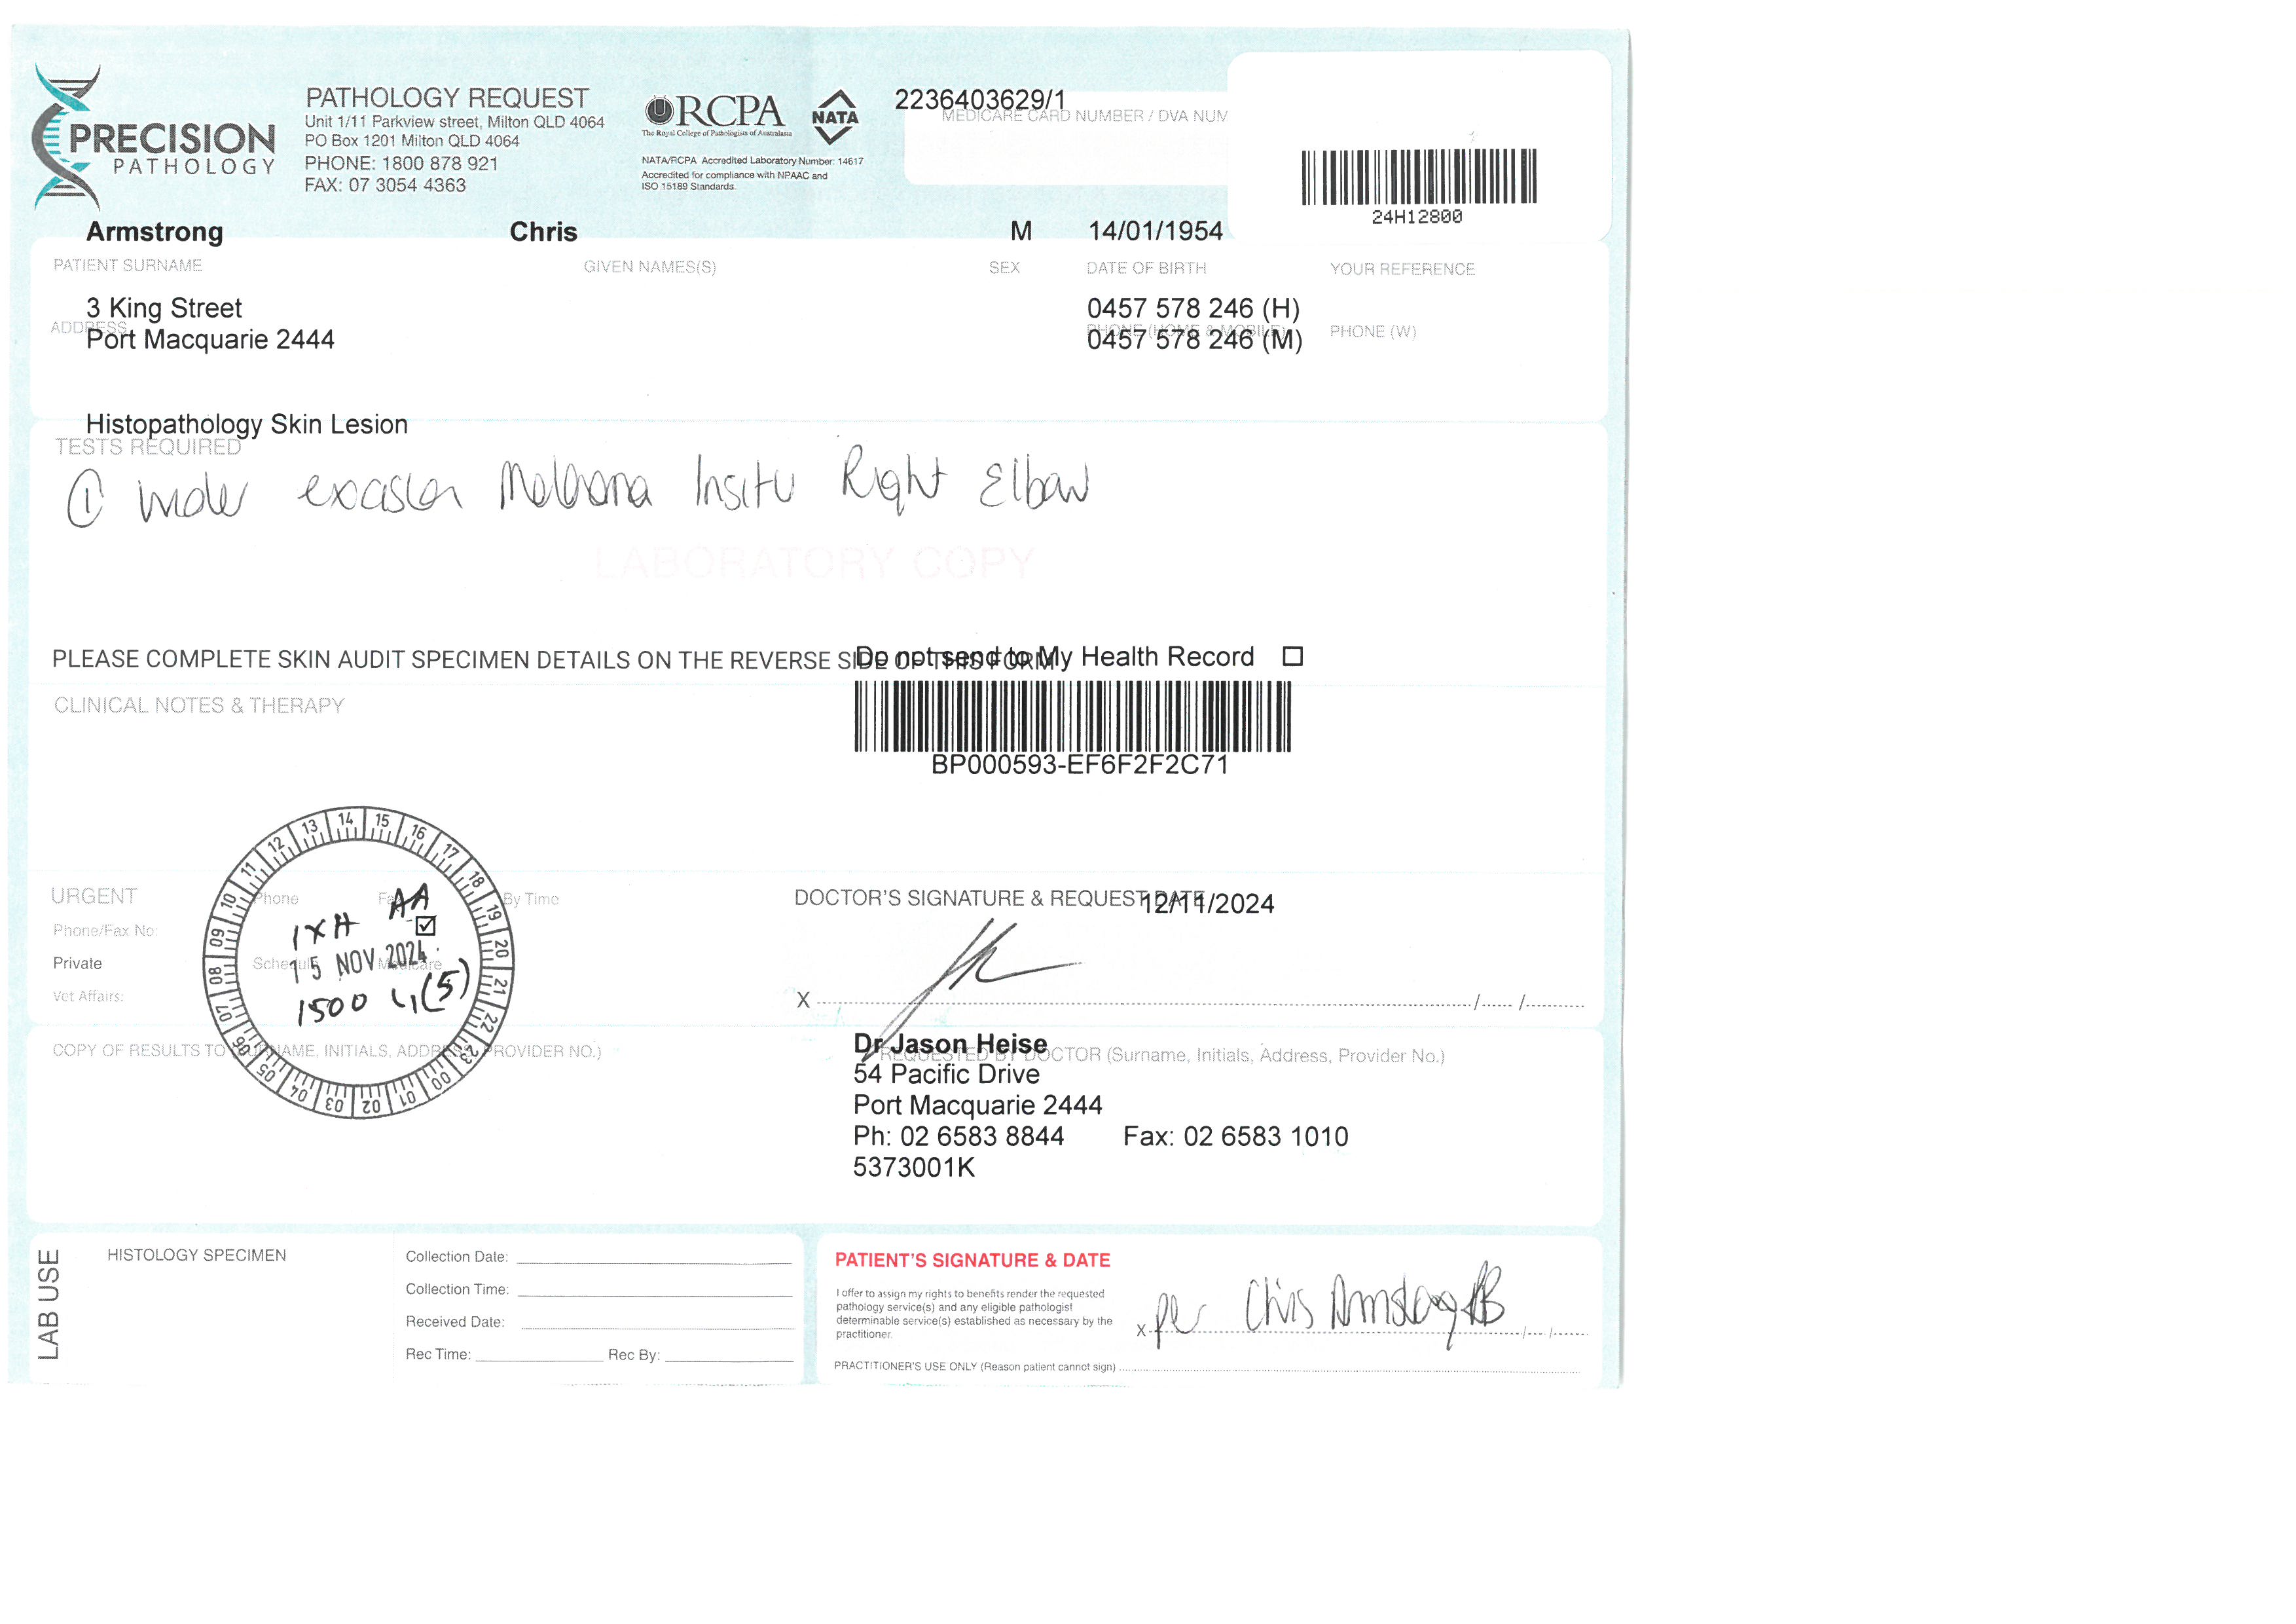 PRECISION
PATHOLOGY
PATHOLOGY REQUEST
Unit 1/11 Parkview street, Milton QLD 4064
PO Box 1201 Milton QLD 4064
PHONE: 1800 878 921
FAX: 07 3054 4363
RCPA
The Royal College of Pathologists of Australasia
NATA
NATA/RCPA Accredited Laboratory Number: 14617
Accredited for compliance with NPAAC and
ISO 15189 Standards.
2236403629/1
MEDICARE CARD NUMBER / DVA NUM
24H12800
Armstrong Chris M 14/01/1954
PATIENT SURNAME GIVEN NAMES(S) SEX DATE OF BIRTH YOUR REFERENCE
3 King Street 0457 578 246 (H)
ADDRESS PHONE (HOME & MOBILE) PHONE (W)
Port Macquarie 2444 0457 578 246 (M)
Histopathology Skin Lesion
TESTS REQUIRED
① wider excision Melanoma Insitu Right Elbow
LABORATORY COPY
PLEASE COMPLETE SKIN AUDIT SPECIMEN DETAILS ON THE REVERSE SIDE OF THIS FORM
Do not send to My Health Record
CLINICAL NOTES & THERAPY
BP000593-EF6F2F2C71
13 14 15 16 17 18 19 20 21 22 23 00 01 02 03 04 05 06 07 08 09 10 11 12
URGENT Phone Fax By Time
Phone/Fax No:
Private Schedule Medicare
Vet Affairs:
1XH AA
15 NOV 2024
1500 (5)
DOCTOR'S SIGNATURE & REQUEST DATE
12/11/2024
X / /
COPY OF RESULTS TO (SURNAME, INITIALS, ADDRESS, PROVIDER NO.)
Dr Jason Heise
REQUESTED BY DOCTOR (Surname, Initials, Address, Provider No.)
54 Pacific Drive
Port Macquarie 2444
Ph: 02 6583 8844 Fax: 02 6583 1010
5373001K
LAB USE
HISTOLOGY SPECIMEN
Collection Date:
Collection Time:
Received Date:
Rec Time: Rec By:
PATIENT'S SIGNATURE & DATE
I offer to assign my rights to benefits render the requested
pathology service(s) and any eligible pathologist
determinable service(s) established as necessary by the
practitioner.
x per Chris Armstrong / /
PRACTITIONER'S USE ONLY (Reason patient cannot sign)